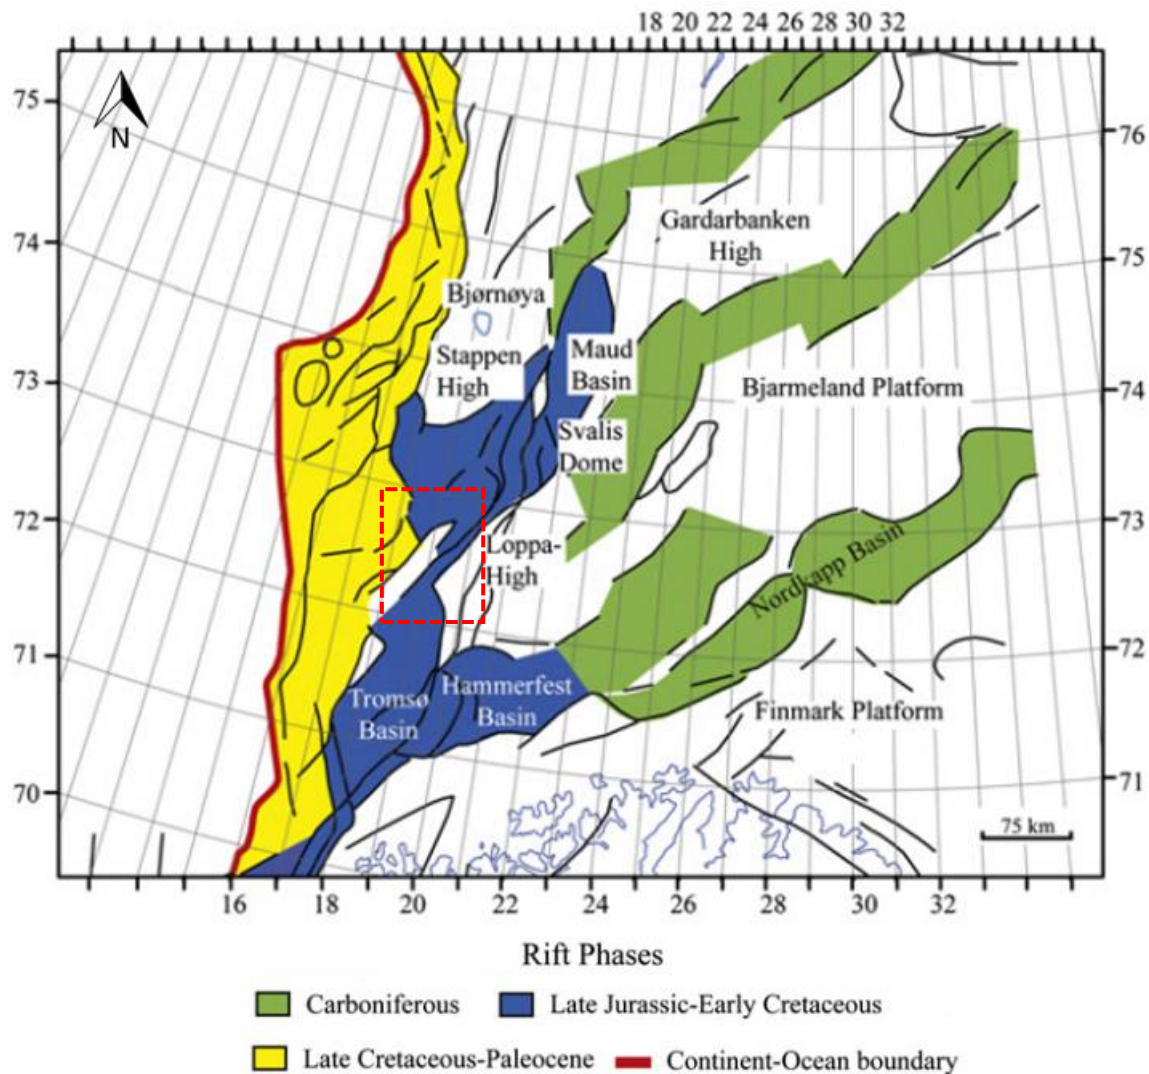 18 20 22 24 26 28 30 32
75
76
N
Gardarbanken
High
74
75
Bjørnøya
Stappen
High
Maud
Basin
73
74
Bjarmeland Platform
Svalis
Dome
72
73
Loppa-
High
Nordkapp Basin
71
72
Tromsø
Basin
Hammerfest
Basin
Finmark Platform
70
71
75 km
16 18 20 22 24 26 28 30 32
Rift Phases
Carboniferous
Late Jurassic-Early Cretaceous
Late Cretaceous-Paleocene
Continent-Ocean boundary